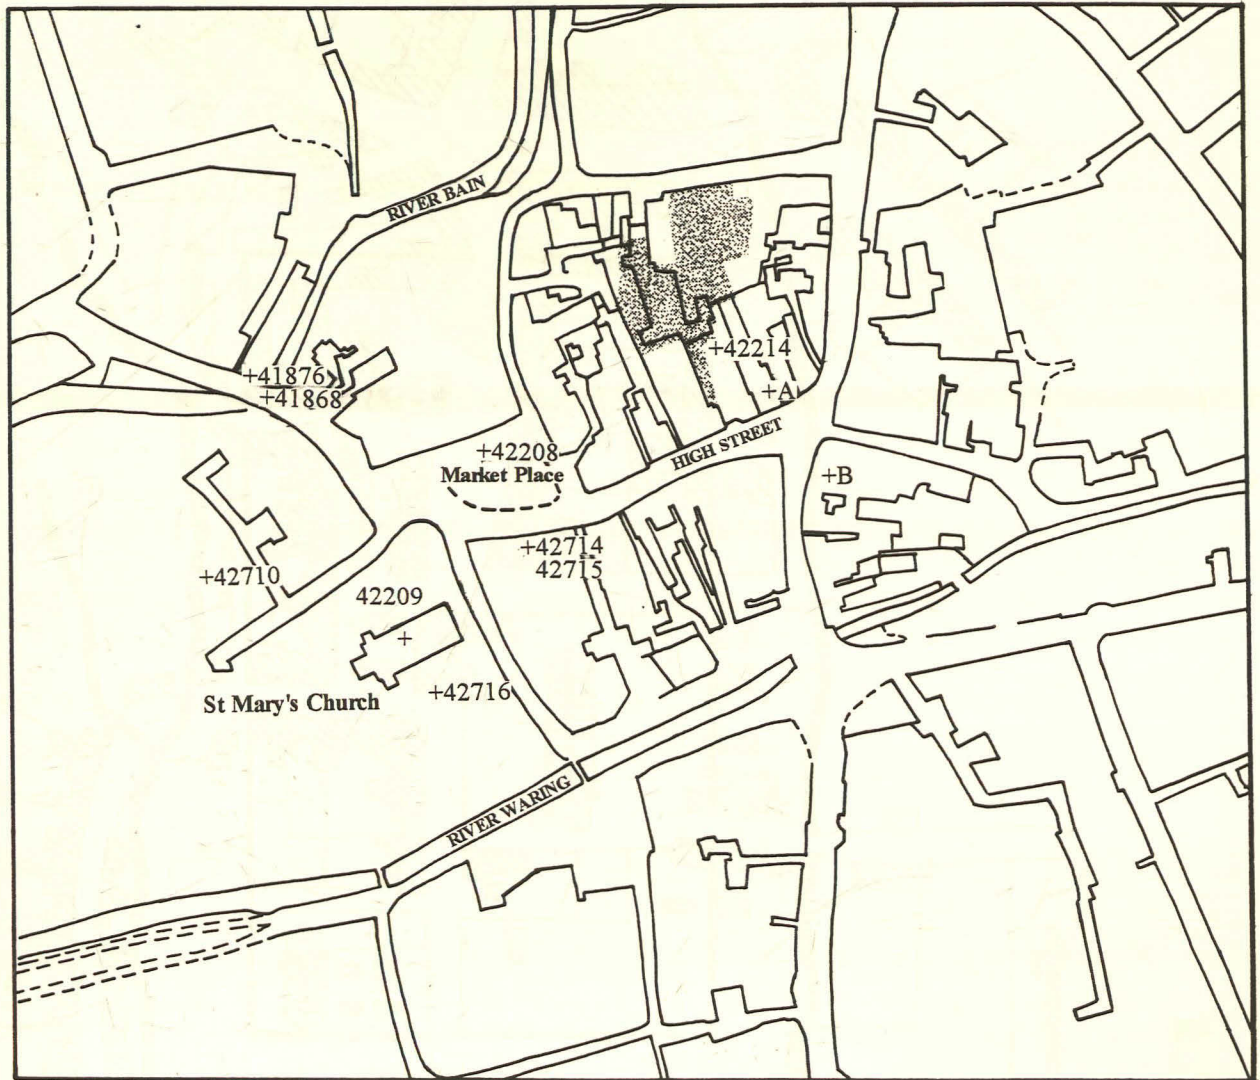 RIVER BAIN
+42214
+41876
+A
+41868
HIGH STREET
+42208
Market Place
+B
+42714
42715
+42710
42209
+
+42716
St Mary's Church
RIVER WARING